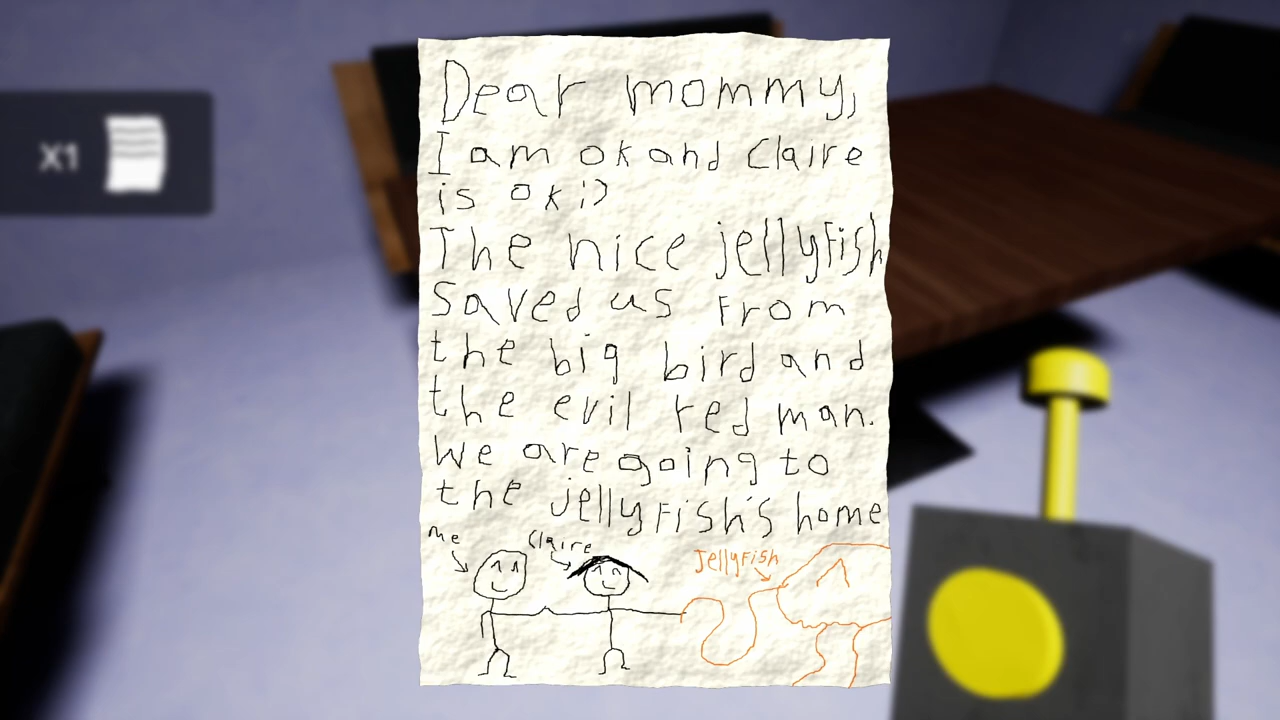 X1
Dear mommy,
I am ok and Claire
is ok :)
The nice jellyfish
saved us from
the big bird and
the evil red man.
We are going to
the jellyfish's home
me
Claire
Jellyfish